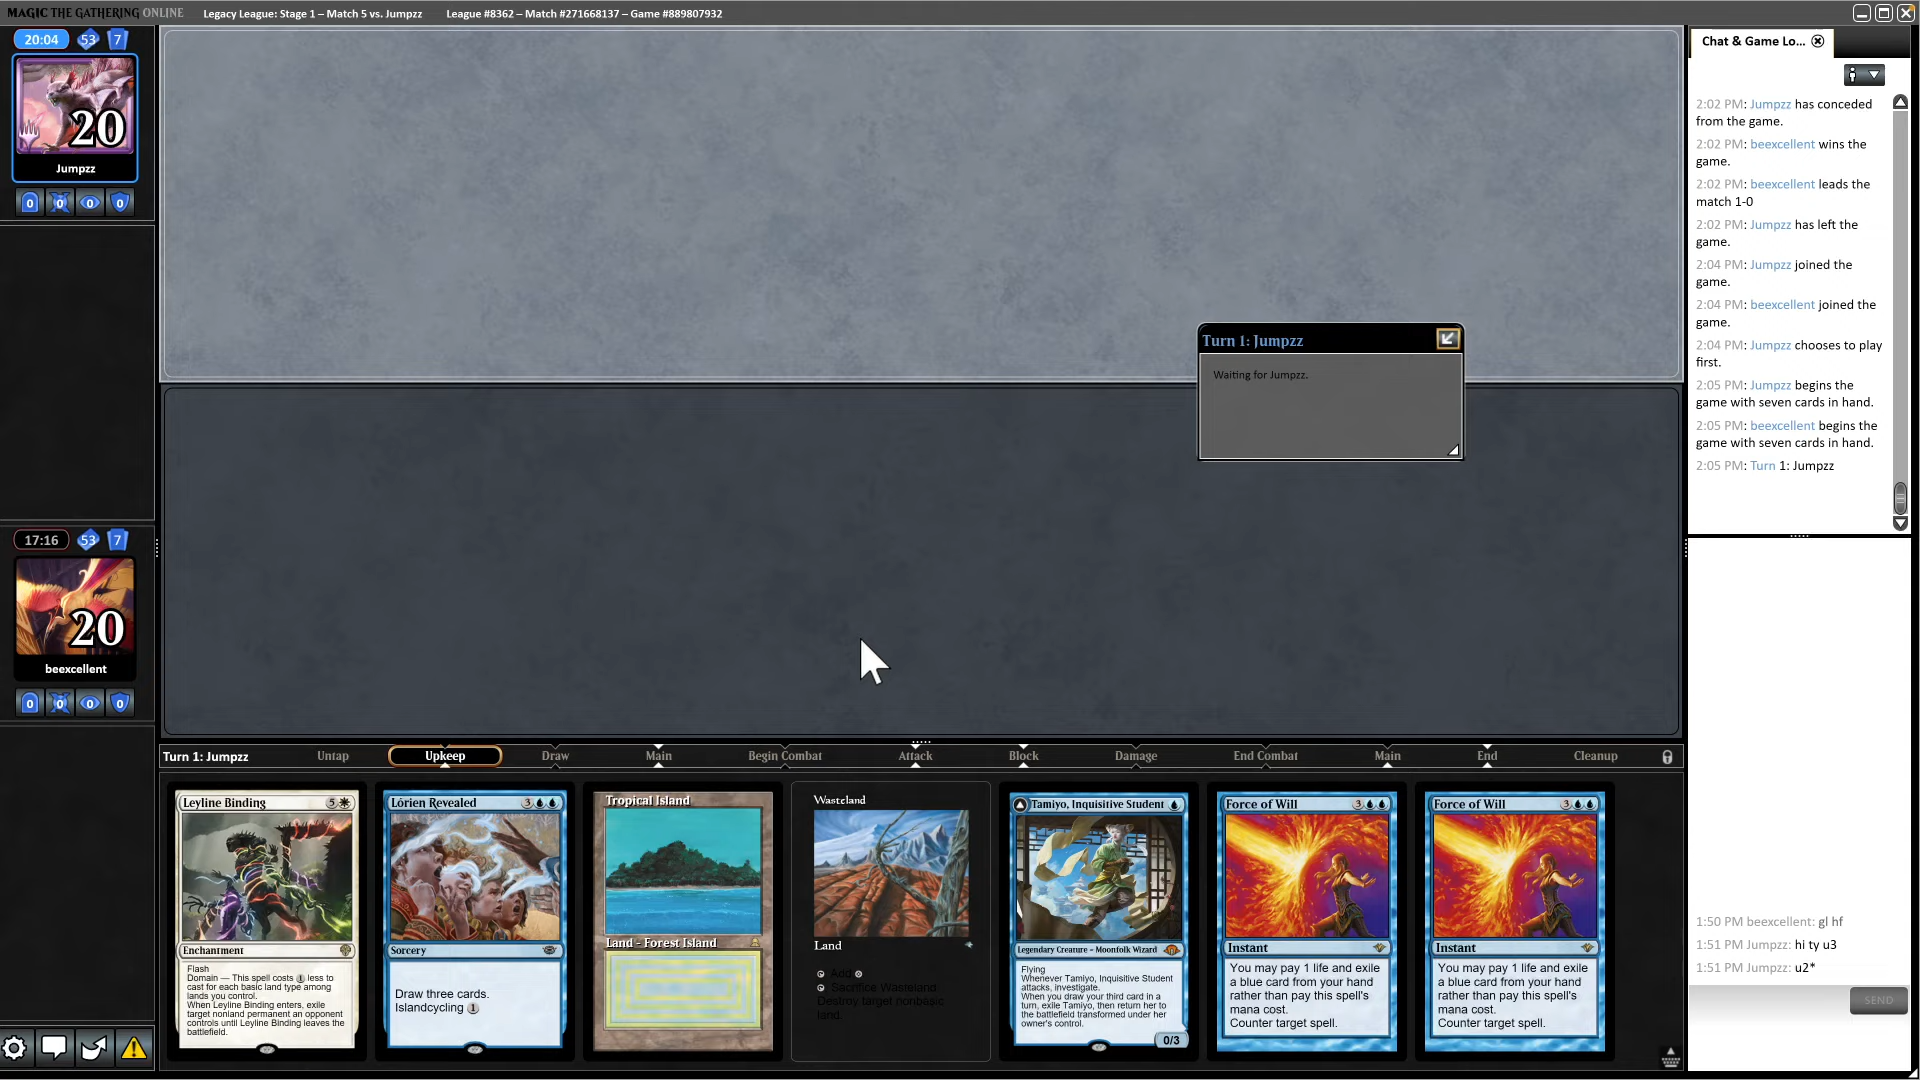 MAGIC THE GATHERING ONLINE
Legacy League: Stage 1 – Match 5 vs. Jumpzz
League #8362 – Match #271668137 – Game #889807932
20:04
53
7
20
Jumpzz
0
0
0
0
17:16
53
7
20
beexcellent
0
0
0
0
Turn 1: Jumpzz
Waiting for Jumpzz.
Turn 1: Jumpzz
Untap
Upkeep
Draw
Main
Begin Combat
Attack
Block
Damage
End Combat
Main
End
Cleanup
Leyline Binding
5
Enchantment
Flash
Domain — This spell costs 1 less to
cast for each basic land type among
lands you control.
When Leyline Binding enters, exile
target nonland permanent an opponent
controls until Leyline Binding leaves the
battlefield.
Lórien Revealed
3
Sorcery
Draw three cards.
Islandcycling 1
Tropical Island
Land - Forest Island
Wasteland
Land
Add
Sacrifice Wasteland:
Destroy target nonbasic
land.
Tamiyo, Inquisitive Student
Legendary Creature – Moonfolk Wizard
Flying
Whenever Tamiyo, Inquisitive Student
attacks, investigate.
When you draw your third card in a
turn, exile Tamiyo, then return her to
the battlefield transformed under her
owner's control.
0/3
Force of Will
3
Instant
You may pay 1 life and exile
a blue card from your hand
rather than pay this spell's
mana cost.
Counter target spell.
Force of Will
3
Instant
You may pay 1 life and exile
a blue card from your hand
rather than pay this spell's
mana cost.
Counter target spell.
Chat & Game Lo...
2:02 PM: Jumpzz has conceded
from the game.
2:02 PM: beexcellent wins the
game.
2:02 PM: beexcellent leads the
match 1-0
2:02 PM: Jumpzz has left the
game.
2:04 PM: Jumpzz joined the
game.
2:04 PM: beexcellent joined the
game.
2:04 PM: Jumpzz chooses to play
first.
2:05 PM: Jumpzz begins the
game with seven cards in hand.
2:05 PM: beexcellent begins the
game with seven cards in hand.
2:05 PM: Turn 1: Jumpzz
1:50 PM beexcellent: gl hf
1:51 PM Jumpzz: hi ty u3
1:51 PM Jumpzz: u2*
SEND